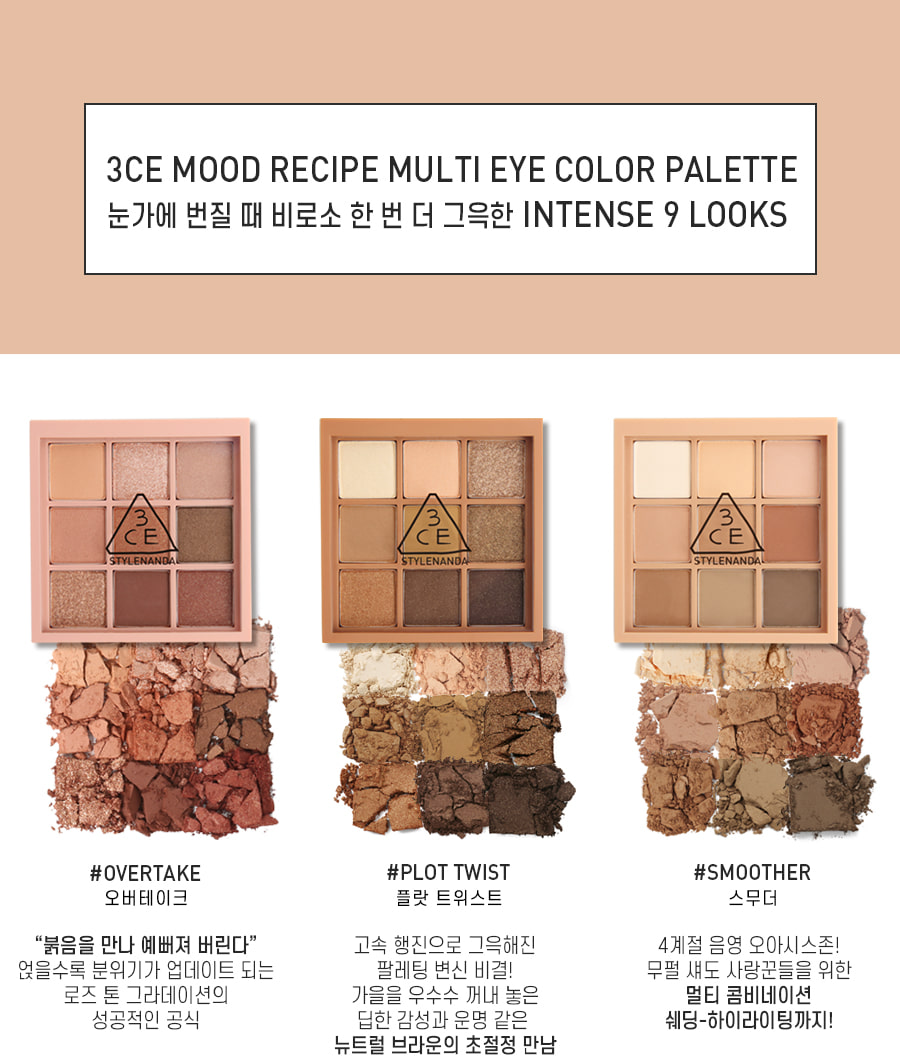 3CE MOOD RECIPE MULTI EYE COLOR PALETTE
눈가에 번질 때 비로소 한 번 더 그윽한 INTENSE 9 LOOKS
3
CE
STYLENANDA
3
CE
STYLENANDA
3
CE
STYLENANDA
#OVERTAKE
오버테이크
“붉음을 만나 예뻐져 버린다”
얹을수록 분위기가 업데이트 되는
로즈 톤 그라데이션의
성공적인 공식
#PLOT TWIST
플랏 트위스트
고속 행진으로 그윽해진
팔레팅 변신 비결!
가을을 우수수 꺼내 놓은
딥한 감성과 운명 같은
뉴트럴 브라운의 초절정 만남
#SMOOTHER
스무더
4계절 음영 오아시스존!
무펄 섀도 사랑꾼들을 위한
멀티 콤비네이션
쉐딩-하이라이팅까지!